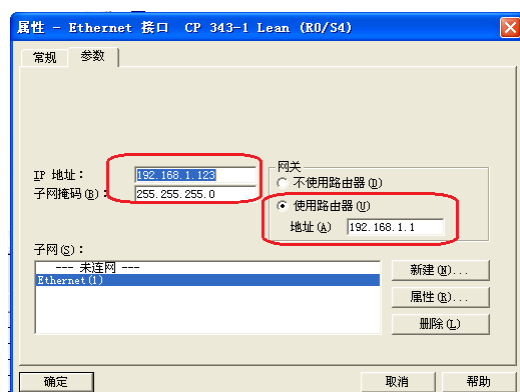 属性 - Ethernet 接口  CP 343-1 Lean (R0/S4)
常规 参数
IP 地址：
192.168.1.123
子网掩码(B)：
255.255.255.0
网关
不使用路由器(D)
使用路由器(U)
地址(A) 192.168.1.1
子网(S)：
--- 未连网 ---
Ethernet(1)
新建(N)...
属性(R)...
删除(L)
确定 取消 帮助